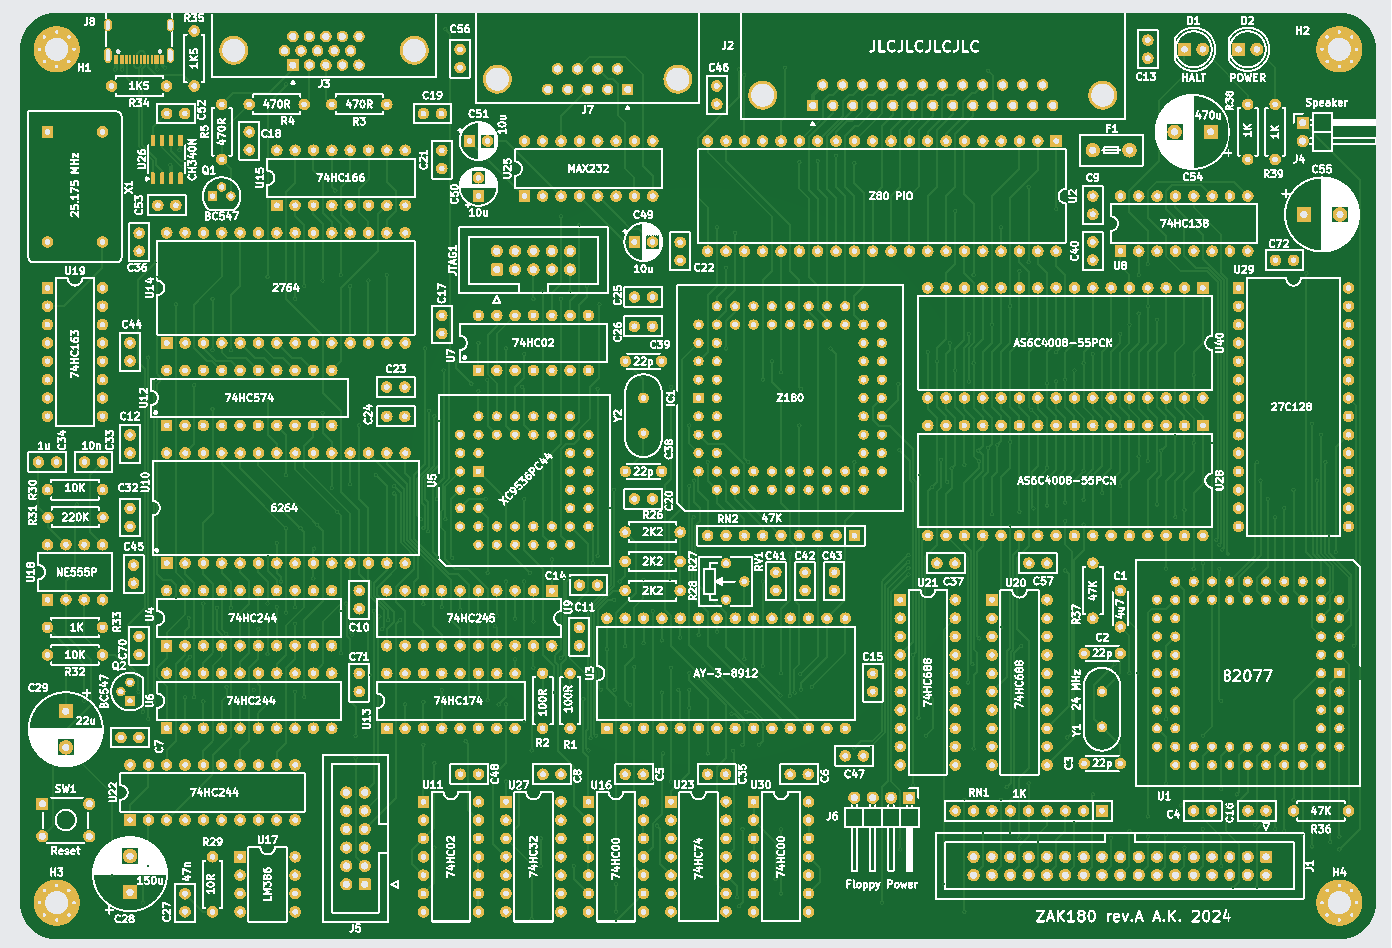 J8
R35
C56
J2
JLCJLCJLCJLC
D1
D2
H2
H1
1K5
1K5
J3
C46
C13
HALT
POWER
R34
C52
470R
470R
R4
R3
C19
C51
10u
J7
470u
R38
Speaker
R5
470R
C18
U26
CH340N
Q1
U15
74HC166
C21
U25
MAX232
Z80 PIO
F1
1K
1K
J4
R39
C54
C55
25.175 MHz
X1
C53
BC547
C50
10u
C9
U2
74HC138
C49
10u
C22
C40
U8
C72
U29
C36
JTAG1
U19
U14
2764
C17
C25
C26
C39
22p
74HC163
C44
U7
74HC02
AS6C4008-55PCN
U40
Z180
IC1
Y2
C23
C24
U12
74HC574
27C128
C12
1u
C34
10n
C33
C38
22p
U5
XC9536PC44
AS6C4008-55PCN
U28
R30
10K
U10
C32
6264
C20
R31
220K
R26
2K2
RN2
47K
C45
U18
NE555P
2K2
R27
RV1
C41
C42
C43
C14
R28
2K2
U21
C37
U20
C57
47K
R37
C1
4u7
U4
74HC244
C10
74HC245
U9
C11
1K
R33
C70
10K
R32
C2
22p
Q2
BC547
C71
U3
AY-3-8912
C15
74HC688
74HC688
82077
C29
22u
U6
74HC244
U13
74HC174
100R
100R
R2
R1
24 MHz
Y1
C7
C47
C3
22p
SW1
U22
74HC244
U11
C48
U27
C8
U16
C5
U23
C35
U30
C6
RN1
1K
U1
C4
C16
47K
R36
J6
Reset
R29
U17
74HC02
74HC32
74HC00
74HC74
74HC00
J1
H3
150u
47n
10R
LM386
Floppy Power
H4
C28
C27
J5
ZAK180 rev.A A.K. 2024